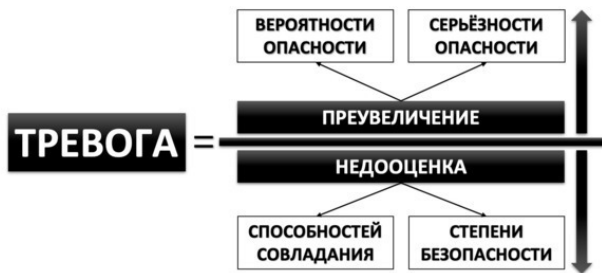 ВЕРОЯТНОСТИ
ОПАСНОСТИ
СЕРЬЁЗНОСТИ
ОПАСНОСТИ
ПРЕУВЕЛИЧЕНИЕ
ТРЕВОГА =
НЕДООЦЕНКА
СПОСОБНОСТЕЙ
СОВЛАДАНИЯ
СТЕПЕНИ
БЕЗОПАСНОСТИ